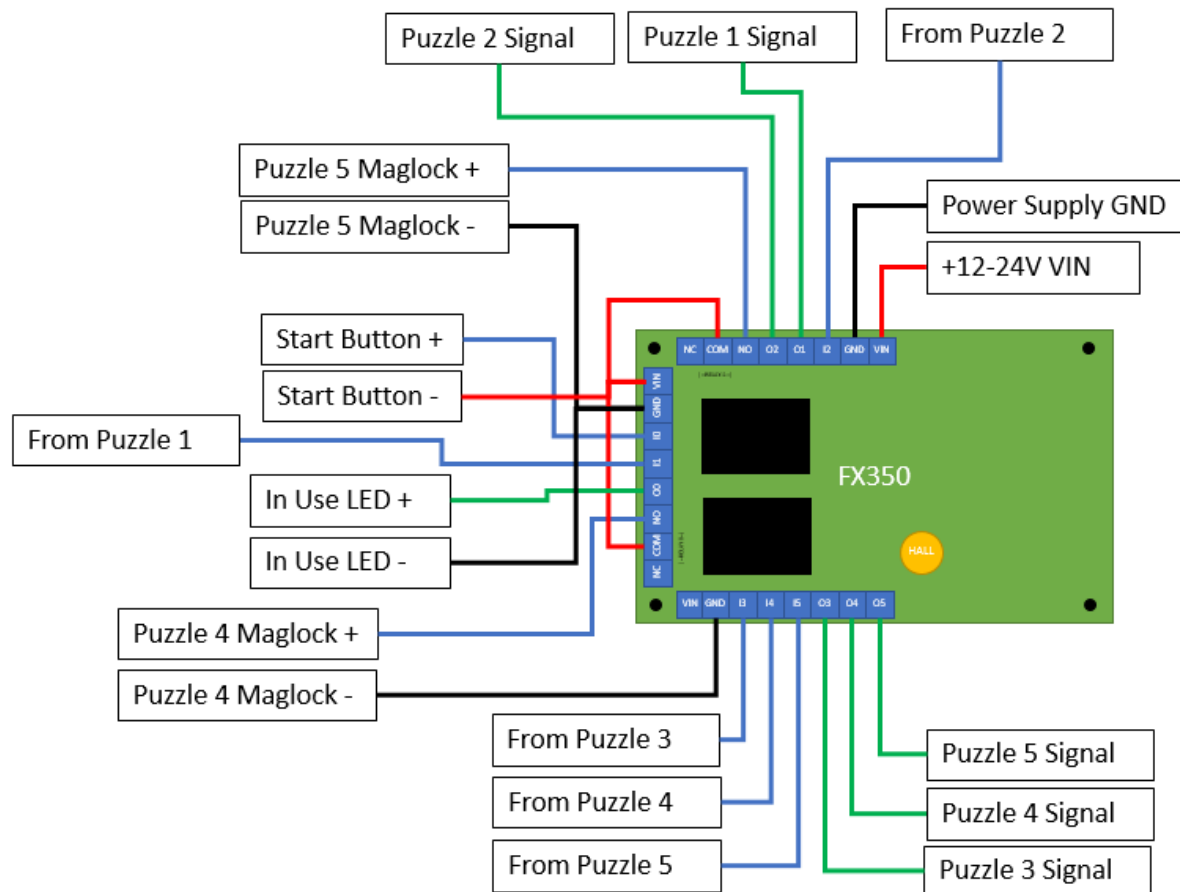 Puzzle 2 Signal
Puzzle 1 Signal
From Puzzle 2
Puzzle 5 Maglock +
Puzzle 5 Maglock -
Power Supply GND
+12-24V VIN
Start Button +
Start Button -
From Puzzle 1
In Use LED +
In Use LED -
Puzzle 4 Maglock +
Puzzle 4 Maglock -
NC COM NO O2 O1 I2 GND VIN
VIN
GND
I0
I1
O0
NO
COM
NC
FX350
HALL
VIN GND I3 I4 I5 O3 O4 O5
From Puzzle 3
From Puzzle 4
From Puzzle 5
Puzzle 5 Signal
Puzzle 4 Signal
Puzzle 3 Signal